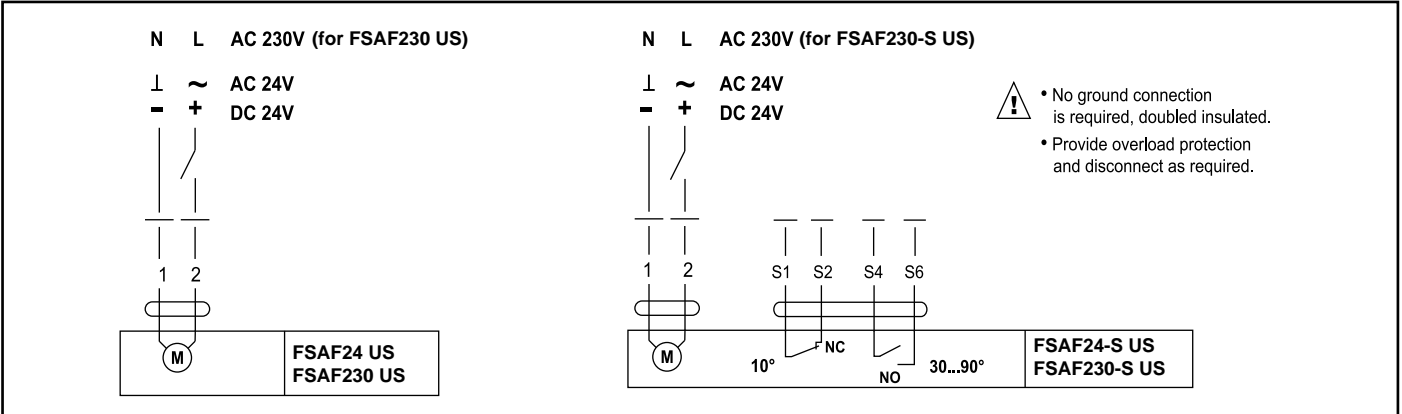 N L AC 230V (for FSAF230 US)
⊥ ~ AC 24V
- + DC 24V
1 2
M
FSAF24 US
FSAF230 US
N L AC 230V (for FSAF230-S US)
⊥ ~ AC 24V
- + DC 24V
1 2 S1 S2 S4 S6
M
10° NC NO 30...90°
FSAF24-S US
FSAF230-S US
!
• No ground connection
is required, doubled insulated.
• Provide overload protection
and disconnect as required.